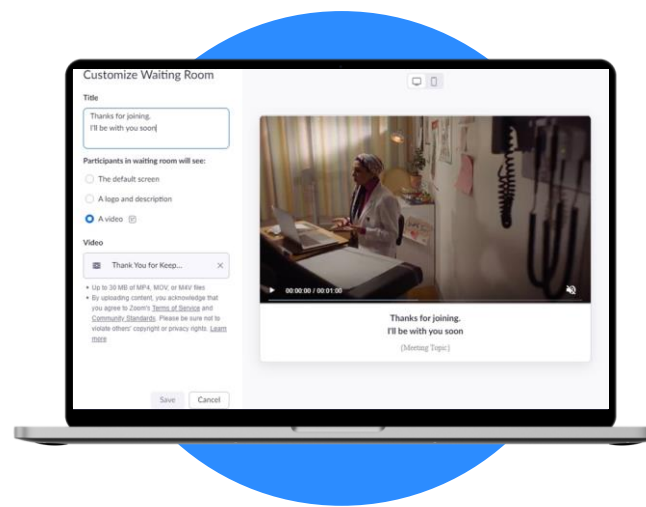 Customize Waiting Room
Title
Thanks for joining.
I'll be with you soon
Participants in waiting room will see:
The default screen
A logo and description
A video
Video
Thank You for Keep...
Up to 30 MB of MP4, MOV, or M4V files
By uploading content, you acknowledge that
you agree to Zoom's Terms of Service and
Community Standards. Please be sure not to
violate others' copyright or privacy rights. Learn
more
Save Cancel
00:00:00 / 00:01:00
Thanks for joining.
I'll be with you soon
{Meeting Topic}